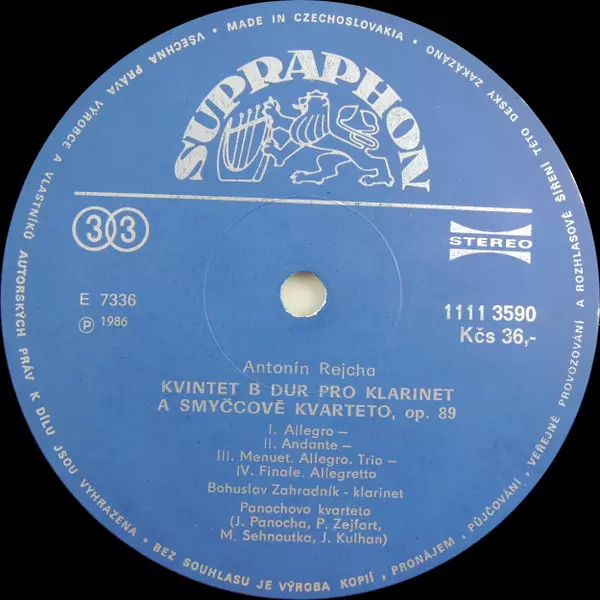 MADE IN CZECHOSLOVAKIA • VŠECHNA PRÁVA VÝROBCE A VLASTNÍKŮ AUTORSKÝCH PRÁV K DÍLU JSOU VYHRAZENA • BEZ SOUHLASU JE VÝROBA KOPIÍ, PRONÁJEM, PŮJČOVÁNÍ, VEŘEJNÉ PROVOZOVÁNÍ A ROZHLASOVÉ ŠÍŘENÍ TÉTO DESKY ZAKÁZÁNO
SUPRAPHON
33
STEREO
E 7336
1111 3590
Ⓟ 1986
Kčs 36,-
Antonín Rejcha
KVINTET B DUR PRO KLARINET
A SMYČCOVÉ KVARTETO, op. 89
I. Allegro –
II. Andante –
III. Menuet. Allegro. Trio –
IV. Finale. Allegretto
Bohuslav Zahradník - klarinet
Panochovo kvarteto
(J. Panocha, P. Zejfart,
M. Sehnoutka, J. Kulhan)